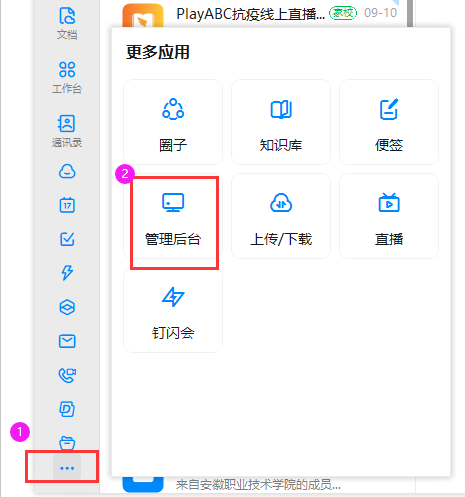 PlayABC抗疫线上直播... 家校 09-10
文档
工作台
通讯录
17
更多应用
圈子
知识库
便签
2
管理后台
上传/下载
直播
钉闪会
1
来自安徽职业技术学院的成员...